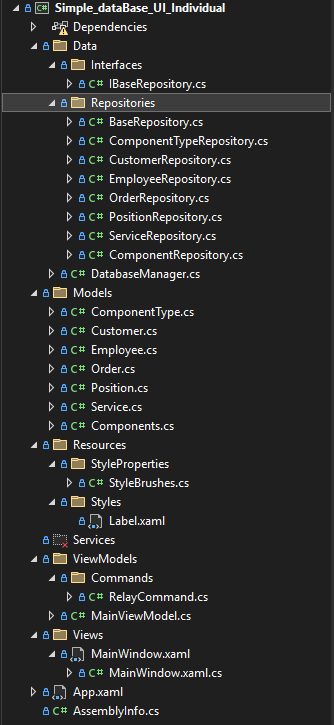 Simple_dataBase_UI_Individual
Dependencies
Data
Interfaces
C# IBaseRepository.cs
Repositories
C# BaseRepository.cs
C# ComponentTypeRepository.cs
C# CustomerRepository.cs
C# EmployeeRepository.cs
C# OrderRepository.cs
C# PositionRepository.cs
C# ServiceRepository.cs
C# ComponentRepository.cs
C# DatabaseManager.cs
Models
C# ComponentType.cs
C# Customer.cs
C# Employee.cs
C# Order.cs
C# Position.cs
C# Service.cs
C# Components.cs
Resources
StyleProperties
C# StyleBrushes.cs
Styles
Label.xaml
Services
ViewModels
Commands
C# RelayCommand.cs
C# MainViewModel.cs
Views
MainWindow.xaml
C# MainWindow.xaml.cs
App.xaml
C# AssemblyInfo.cs